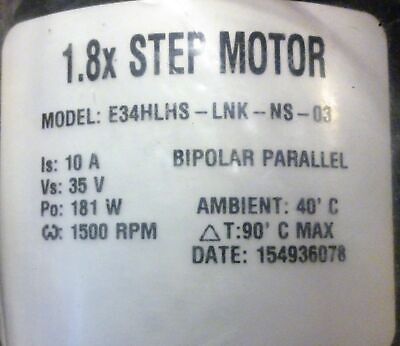 1.8x STEP MOTOR
MODEL: E34HLHS-LNK-NS-03
Is: 10 A BIPOLAR PARALLEL
Vs: 35 V
Po: 181 W AMBIENT: 40' C
ω: 1500 RPM △T:90' C MAX
DATE: 154936078